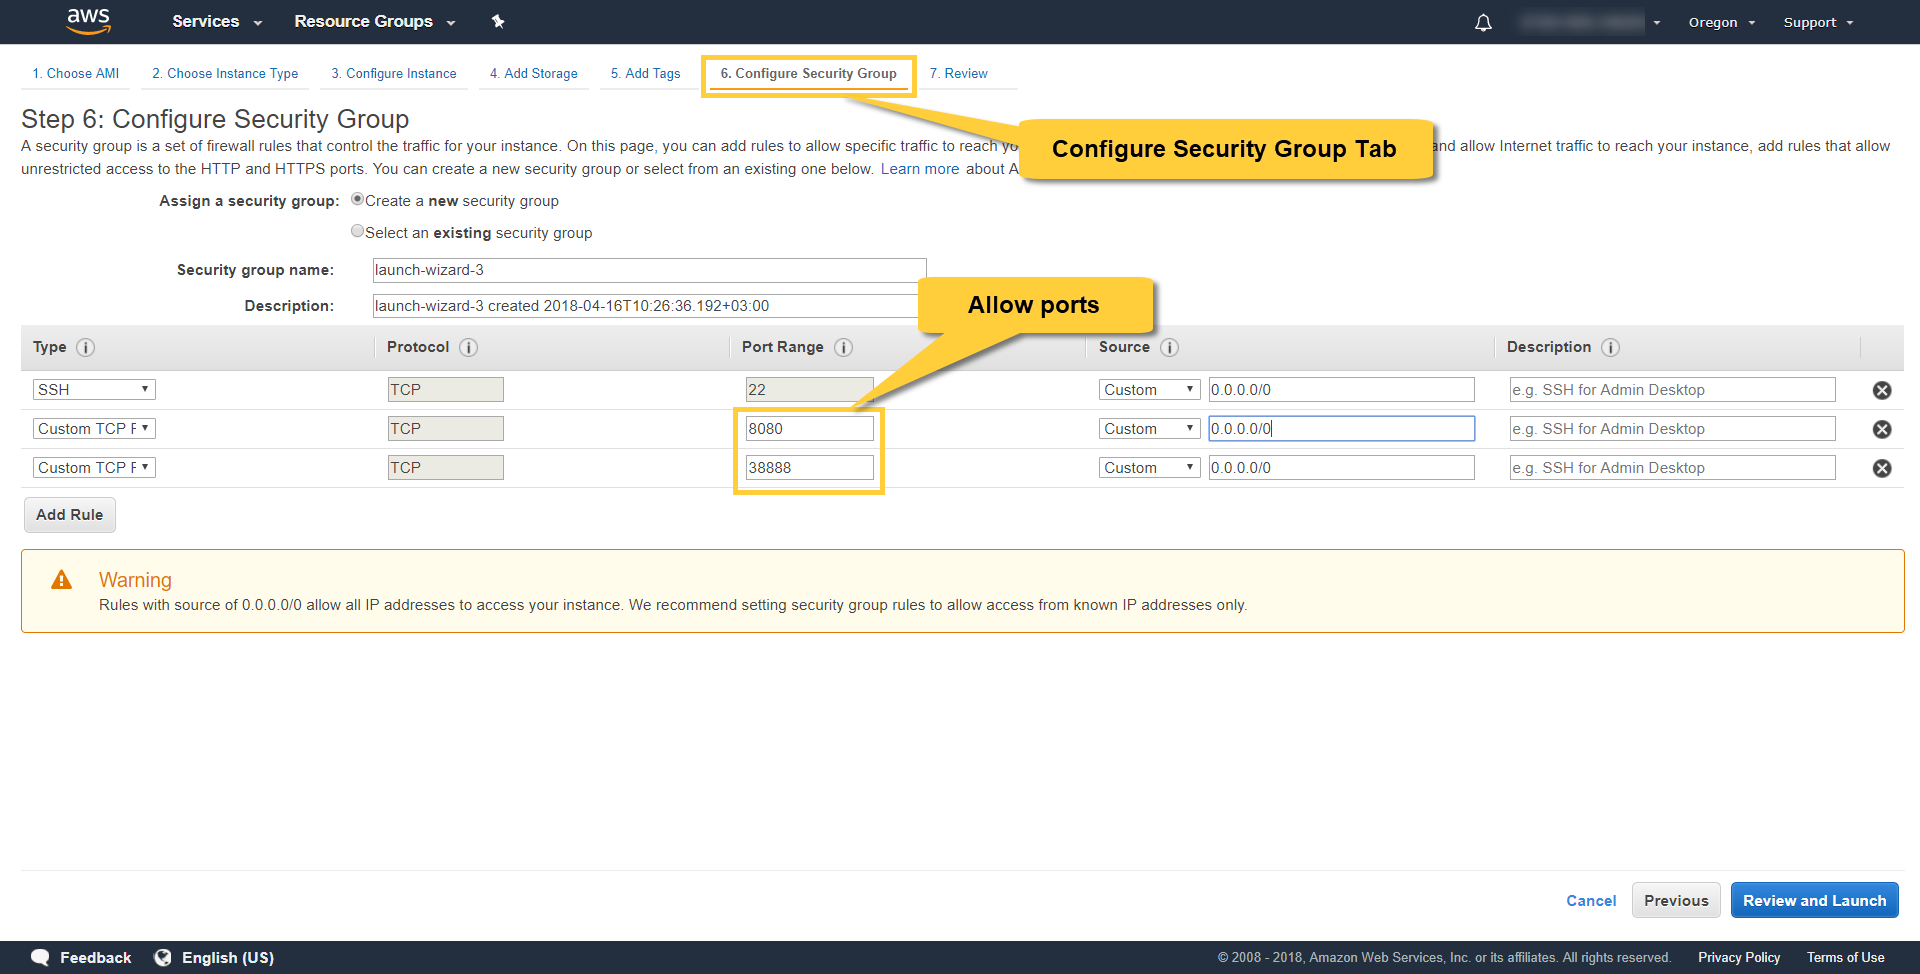 aws Services Resource Groups Oregon Support
1. Choose AMI 2. Choose Instance Type 3. Configure Instance 4. Add Storage 5. Add Tags 6. Configure Security Group 7. Review
Step 6: Configure Security Group
A security group is a set of firewall rules that control the traffic for your instance. On this page, you can add rules to allow specific traffic to reach and allow Internet traffic to reach your instance, add rules that allow
unrestricted access to the HTTP and HTTPS ports. You can create a new security group or select from an existing one below. Learn more about A
Configure Security Group Tab
Assign a security group: Create a new security group
Select an existing security group
Security group name: launch-wizard-3
Description: launch-wizard-3 created 2018-04-16T10:26:36.192+03:00
Allow ports
Type Protocol Port Range Source Description
SSH TCP 22 Custom 0.0.0.0/0 e.g. SSH for Admin Desktop
Custom TCP TCP 8080 Custom 0.0.0.0/0 e.g. SSH for Admin Desktop
Custom TCP TCP 38888 Custom 0.0.0.0/0 e.g. SSH for Admin Desktop
Add Rule
Warning
Rules with source of 0.0.0.0/0 allow all IP addresses to access your instance. We recommend setting security group rules to allow access from known IP addresses only.
Cancel Previous Review and Launch
Feedback English (US) © 2008 - 2018, Amazon Web Services, Inc. or its affiliates. All rights reserved. Privacy Policy Terms of Use